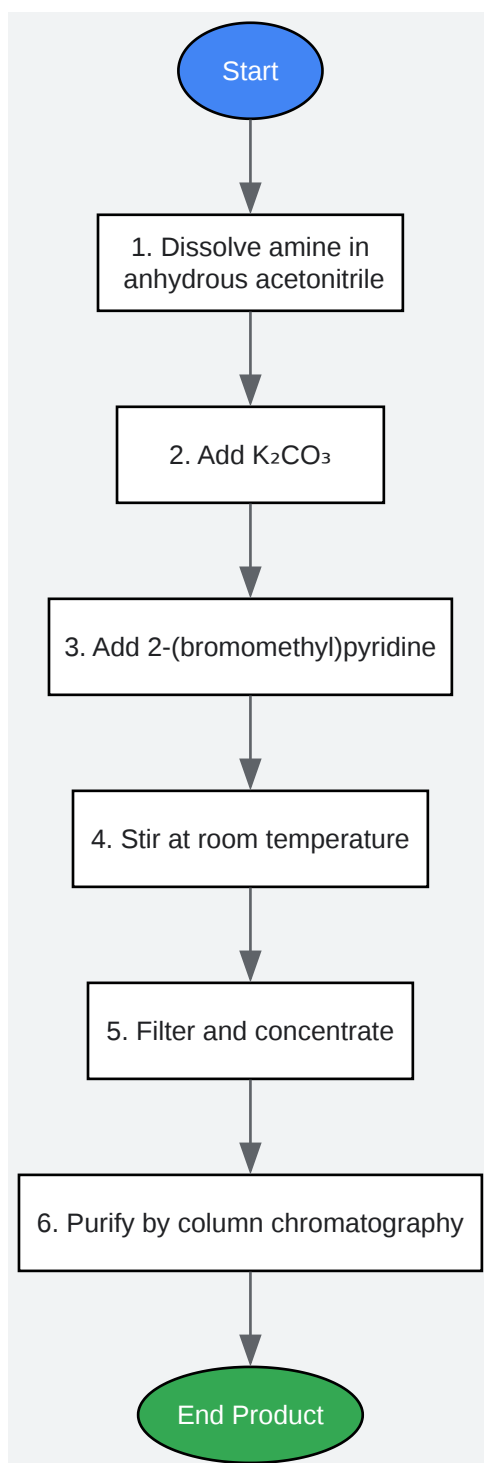 Start
1. Dissolve amine in
anhydrous acetonitrile
2. Add K₂CO₃
3. Add 2-(bromomethyl)pyridine
4. Stir at room temperature
5. Filter and concentrate
6. Purify by column chromatography
End Product